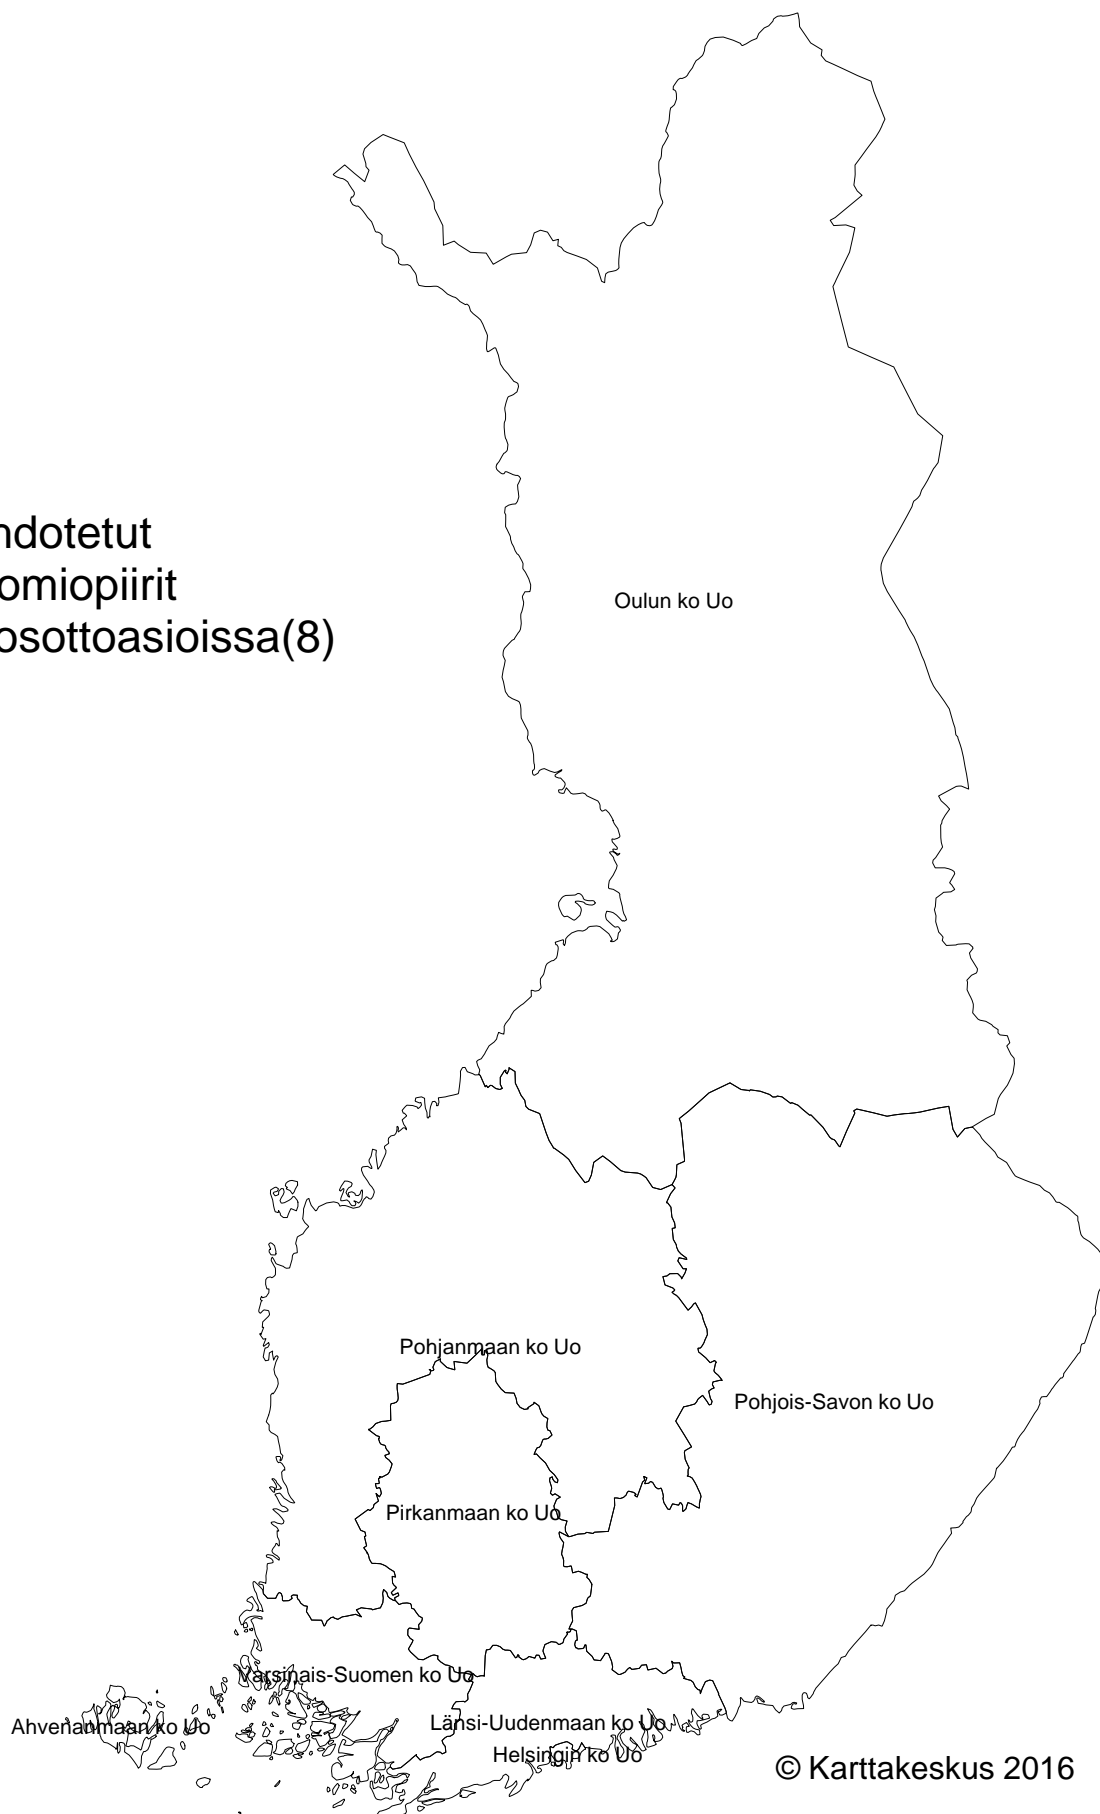 ndotetut
omiopiirit
osottoasioissa(8)
Oulun ko Uo
Pohjanmaan ko Uo
Pohjois-Savon ko Uo
Pirkanmaan ko Uo
Varsinais-Suomen ko Uo
Ahvenanmaan ko Uo
Länsi-Uudenmaan ko Uo
Helsingin ko Uo
© Karttakeskus 2016